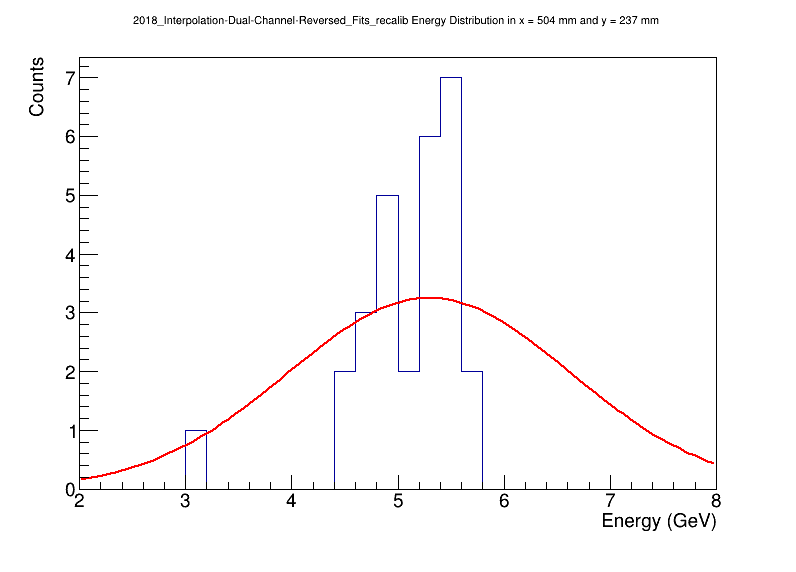 2018_Interpolation-Dual-Channel-Reversed_Fits_recalib Energy Distribution in x = 504 mm and y = 237 mm
Counts
7
6
5
4
3
2
1
0
2 3 4 5 6 7 8
Energy (GeV)